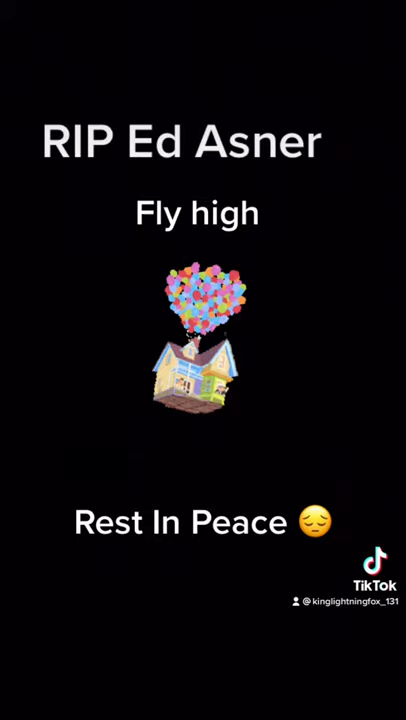 RIP Ed Asner
Fly high
Rest In Peace 😔
TikTok
@kinglightningfox_131